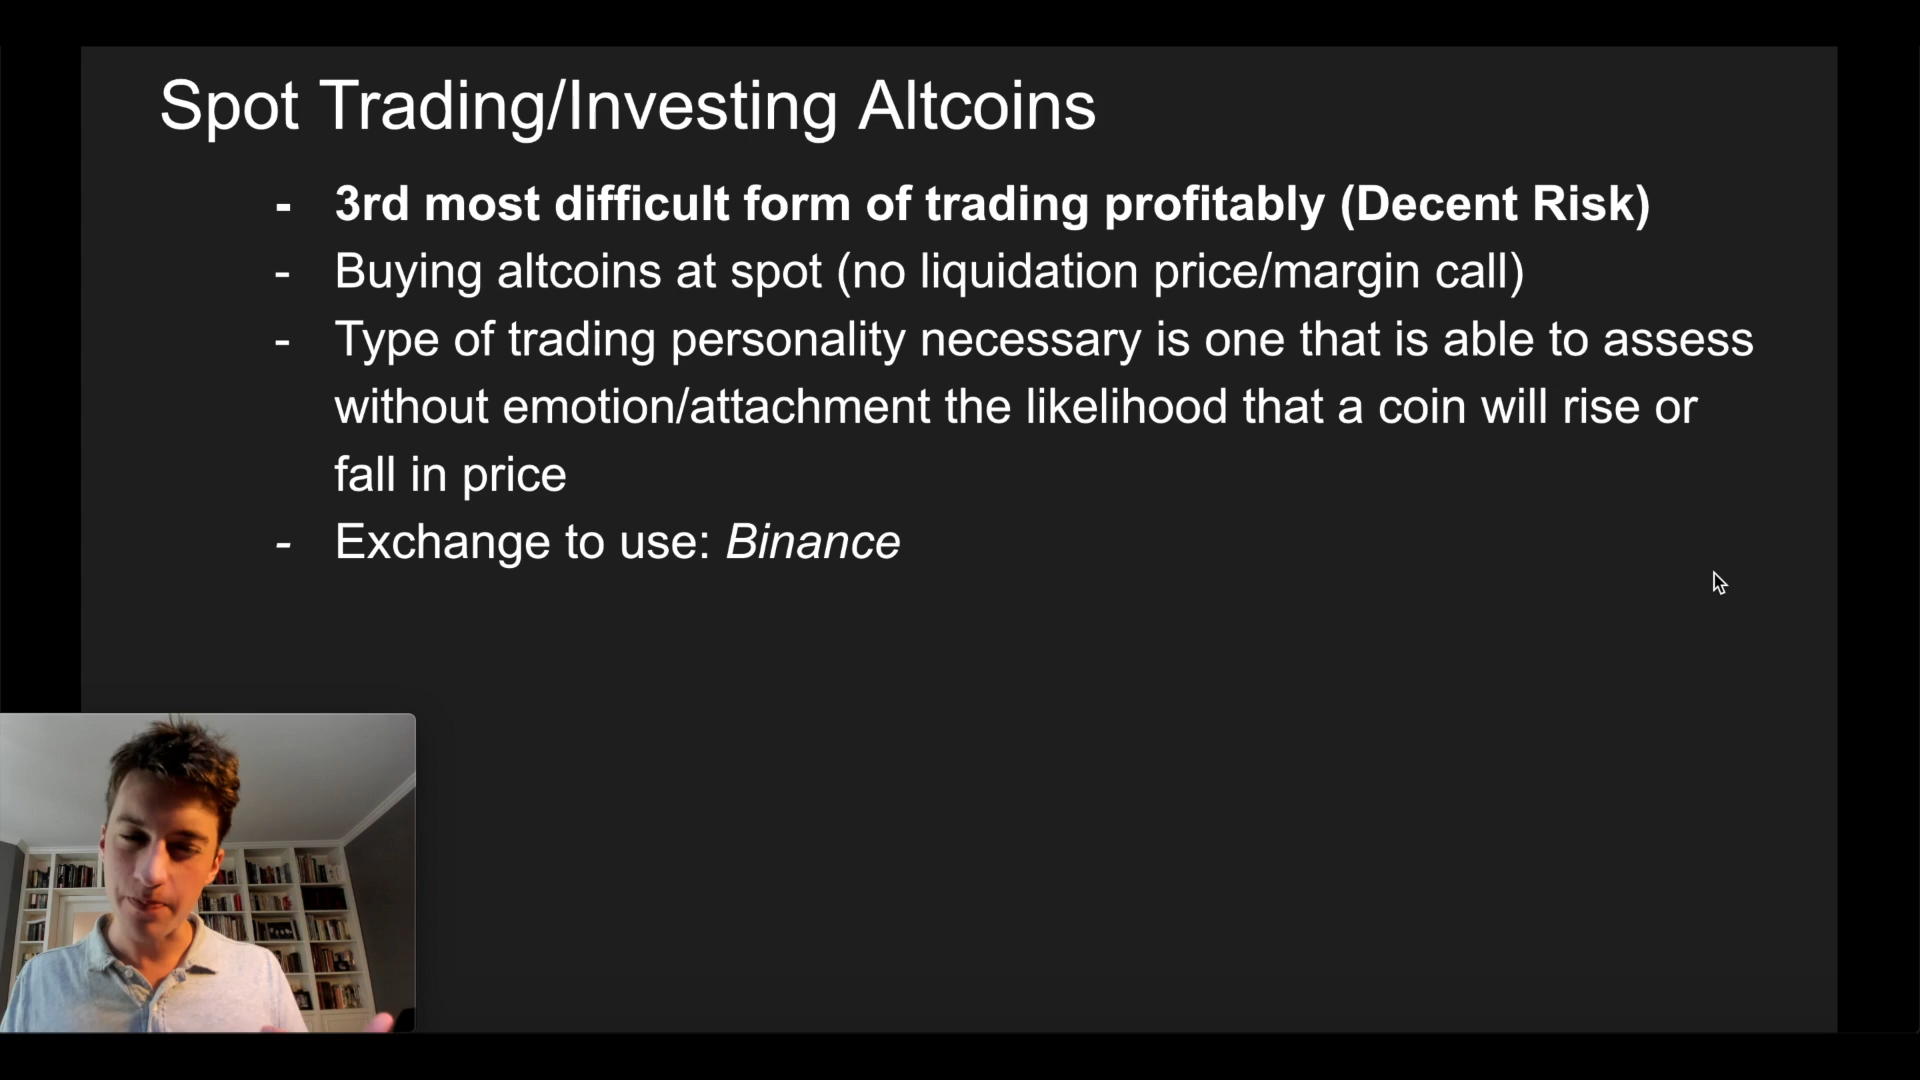 Spot Trading/Investing Altcoins
- 3rd most difficult form of trading profitably (Decent Risk)
- Buying altcoins at spot (no liquidation price/margin call)
- Type of trading personality necessary is one that is able to assess
without emotion/attachment the likelihood that a coin will rise or
fall in price
- Exchange to use: Binance